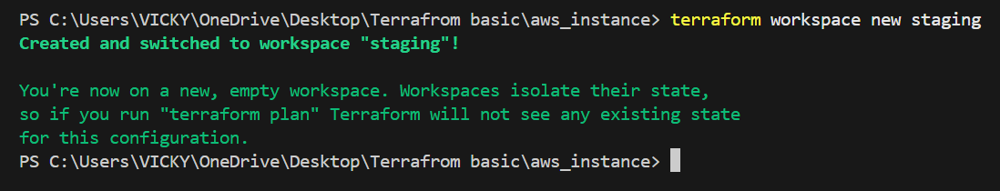 PS C:\Users\VICKY\OneDrive\Desktop\Terrafrom basic\aws_instance> terraform workspace new staging
Created and switched to workspace "staging"!
You're now on a new, empty workspace. Workspaces isolate their state,
so if you run "terraform plan" Terraform will not see any existing state
for this configuration.
PS C:\Users\VICKY\OneDrive\Desktop\Terrafrom basic\aws_instance>